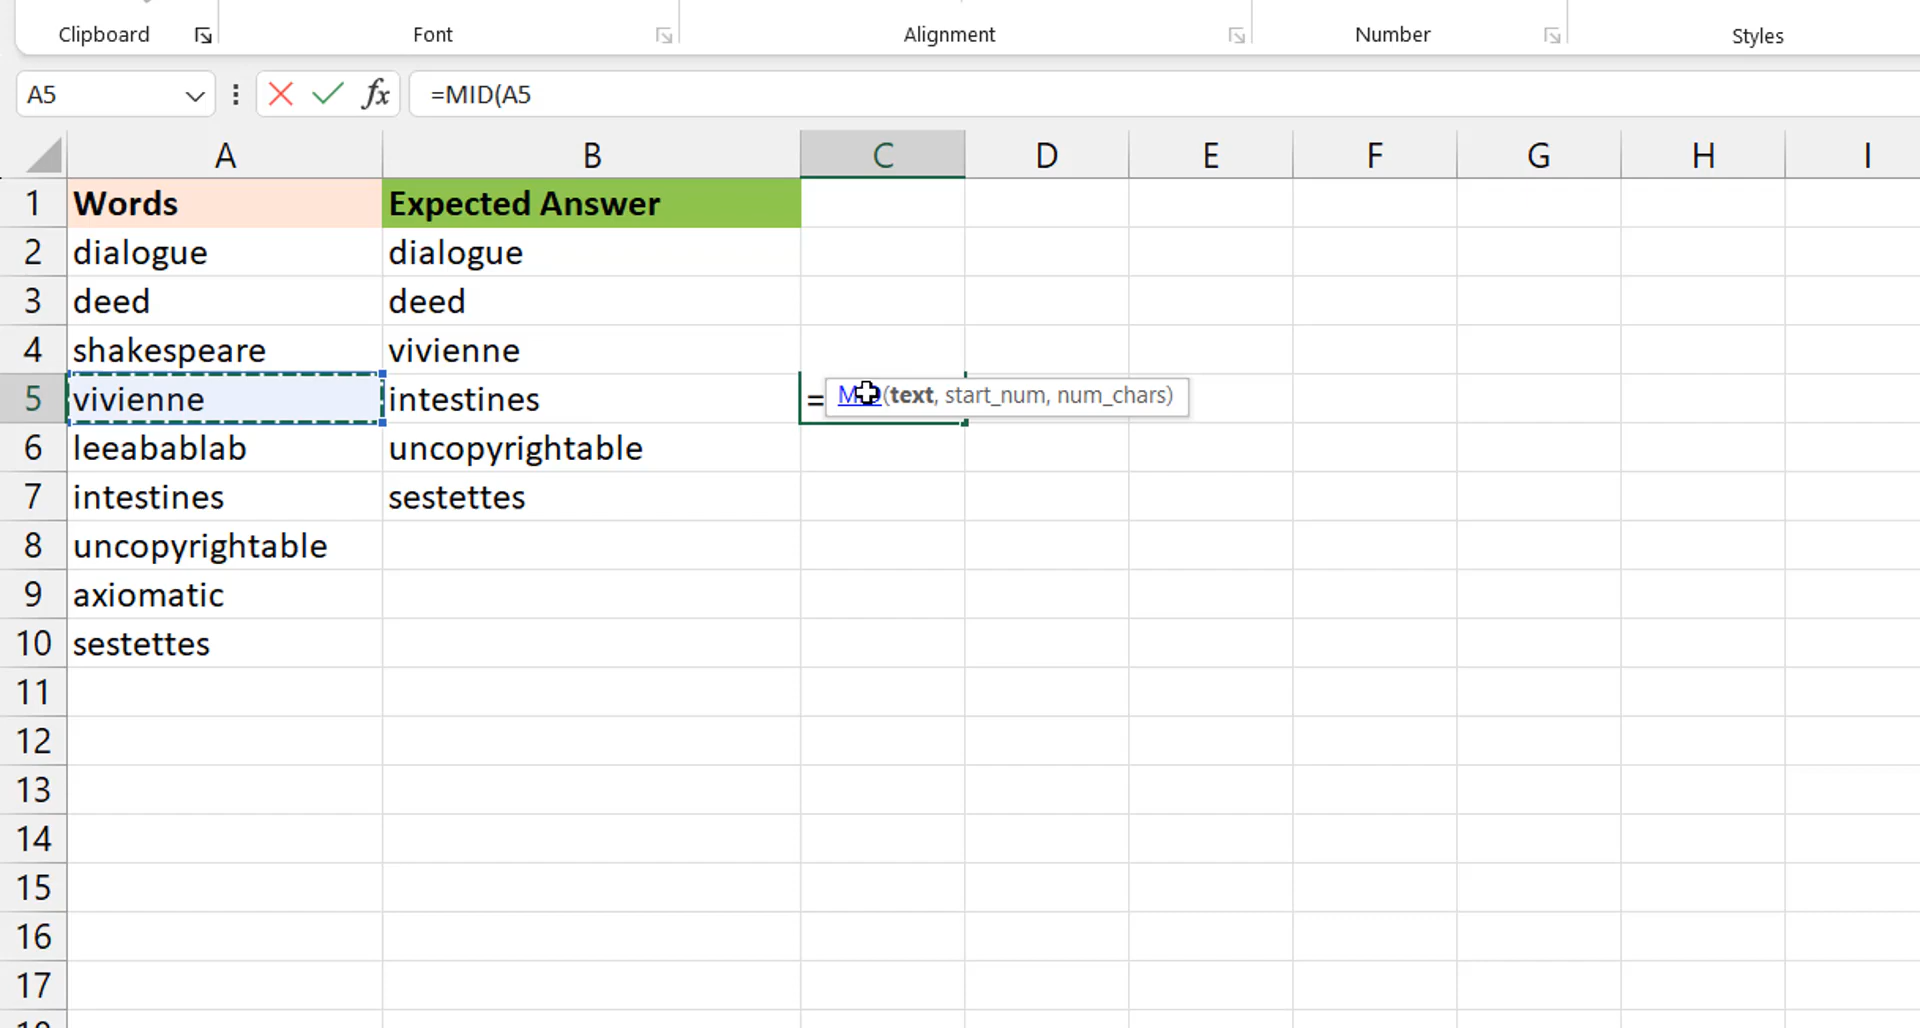 Clipboard Font Alignment Number Styles
A5 fx =MID(A5
A B C D E F G H I
1 Words Expected Answer
2 dialogue dialogue
3 deed deed
4 shakespeare vivienne
5 vivienne intestines = (text, start_num, num_chars)
6 leeabablab uncopyrightable
7 intestines sestettes
8 uncopyrightable
9 axiomatic
10 sestettes
11
12
13
14
15
16
17